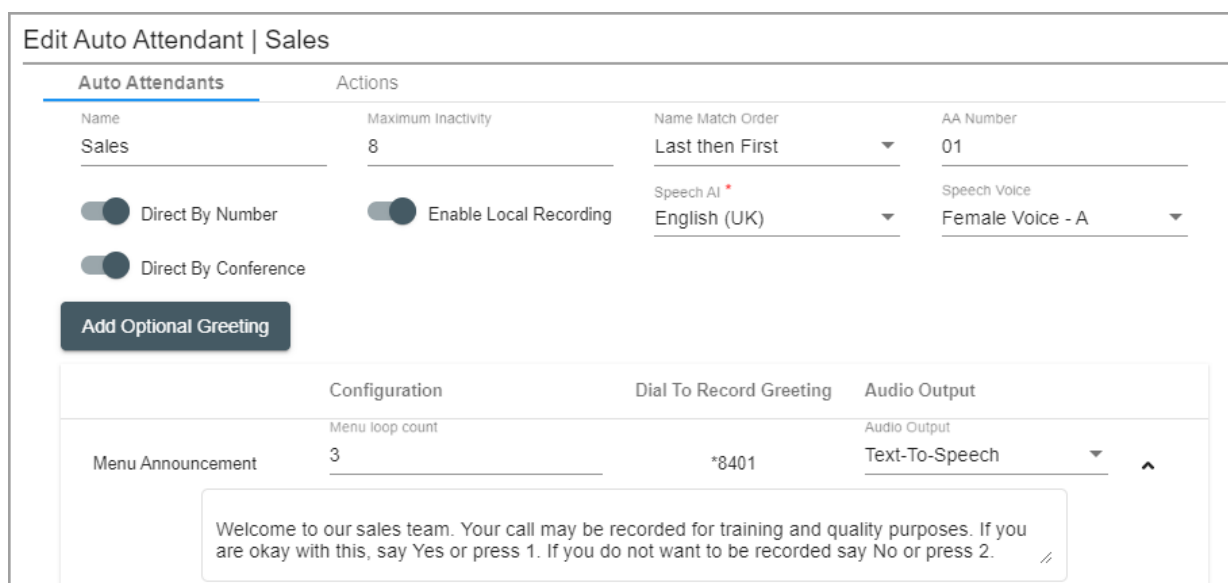 Edit Auto Attendant | Sales
Auto Attendants Actions
Name Maximum Inactivity Name Match Order AA Number
Sales 8 Last then First 01
Speech AI * Speech Voice
Direct By Number Enable Local Recording English (UK) Female Voice - A
Direct By Conference
Add Optional Greeting
Configuration Dial To Record Greeting Audio Output
Menu loop count Audio Output
Menu Announcement 3 *8401 Text-To-Speech
Welcome to our sales team. Your call may be recorded for training and quality purposes. If you
are okay with this, say Yes or press 1. If you do not want to be recorded say No or press 2.